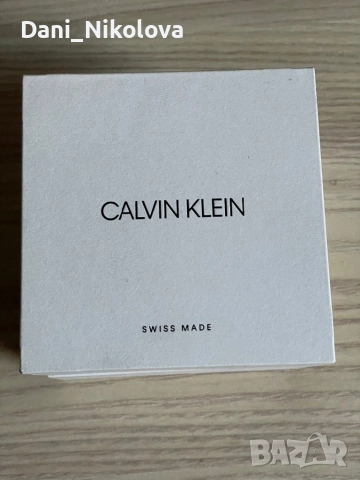 Dani_Nikolova
CALVIN KLEIN
SWISS MADE
BAZAR